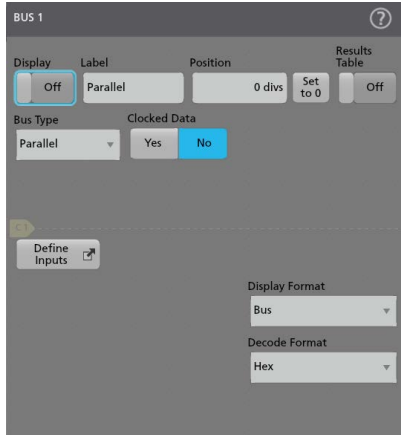 BUS 1
?
Display
Label
Position
Results
Table
Off
Parallel
0 divs
Set
to 0
Off
Bus Type
Clocked Data
Parallel
Yes
No
C1
Define
Inputs
Display Format
Bus
Decode Format
Hex